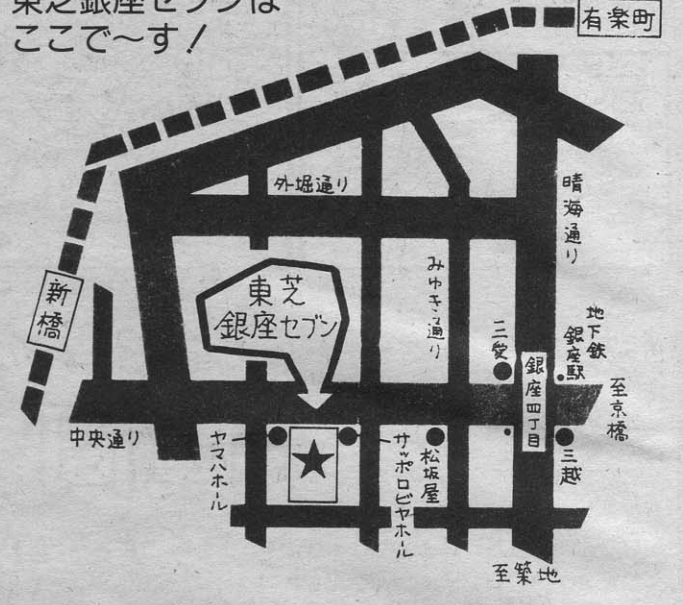 東芝銀座セブンは
ここで〜す!
有楽町
外堀通り
晴海通り
みゆき通り
新橋
東芝
銀座セブン
三愛
地下鉄
銀座駅
銀座四丁目
至京橋
中央通り
ヤマハホール
サッポロビヤホール
松坂屋
三越
至築地